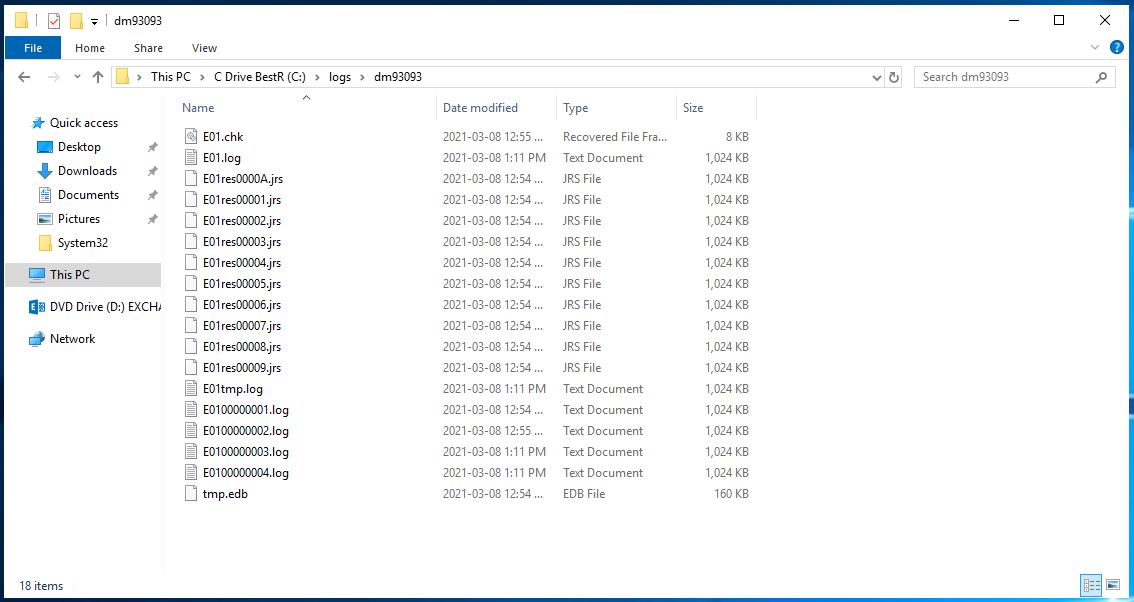 dm93093
File Home Share View
This PC C Drive BestR (C:) logs dm93093 Search dm93093
Name Date modified Type Size
Quick access
Desktop
Downloads
Documents
Pictures
System32
This PC
DVD Drive (D:) EXCHA
Network
E01.chk 2021-03-08 12:55 ... Recovered File Fra... 8 KB
E01.log 2021-03-08 1:11 PM Text Document 1,024 KB
E01res0000A.jrs 2021-03-08 12:54 ... JRS File 1,024 KB
E01res00001.jrs 2021-03-08 12:54 ... JRS File 1,024 KB
E01res00002.jrs 2021-03-08 12:54 ... JRS File 1,024 KB
E01res00003.jrs 2021-03-08 12:54 ... JRS File 1,024 KB
E01res00004.jrs 2021-03-08 12:54 ... JRS File 1,024 KB
E01res00005.jrs 2021-03-08 12:54 ... JRS File 1,024 KB
E01res00006.jrs 2021-03-08 12:54 ... JRS File 1,024 KB
E01res00007.jrs 2021-03-08 12:54 ... JRS File 1,024 KB
E01res00008.jrs 2021-03-08 12:54 ... JRS File 1,024 KB
E01res00009.jrs 2021-03-08 12:54 ... JRS File 1,024 KB
E01tmp.log 2021-03-08 1:11 PM Text Document 1,024 KB
E0100000001.log 2021-03-08 12:54 ... Text Document 1,024 KB
E0100000002.log 2021-03-08 12:55 ... Text Document 1,024 KB
E0100000003.log 2021-03-08 1:11 PM Text Document 1,024 KB
E0100000004.log 2021-03-08 1:11 PM Text Document 1,024 KB
tmp.edb 2021-03-08 12:54 ... EDB File 160 KB
18 items